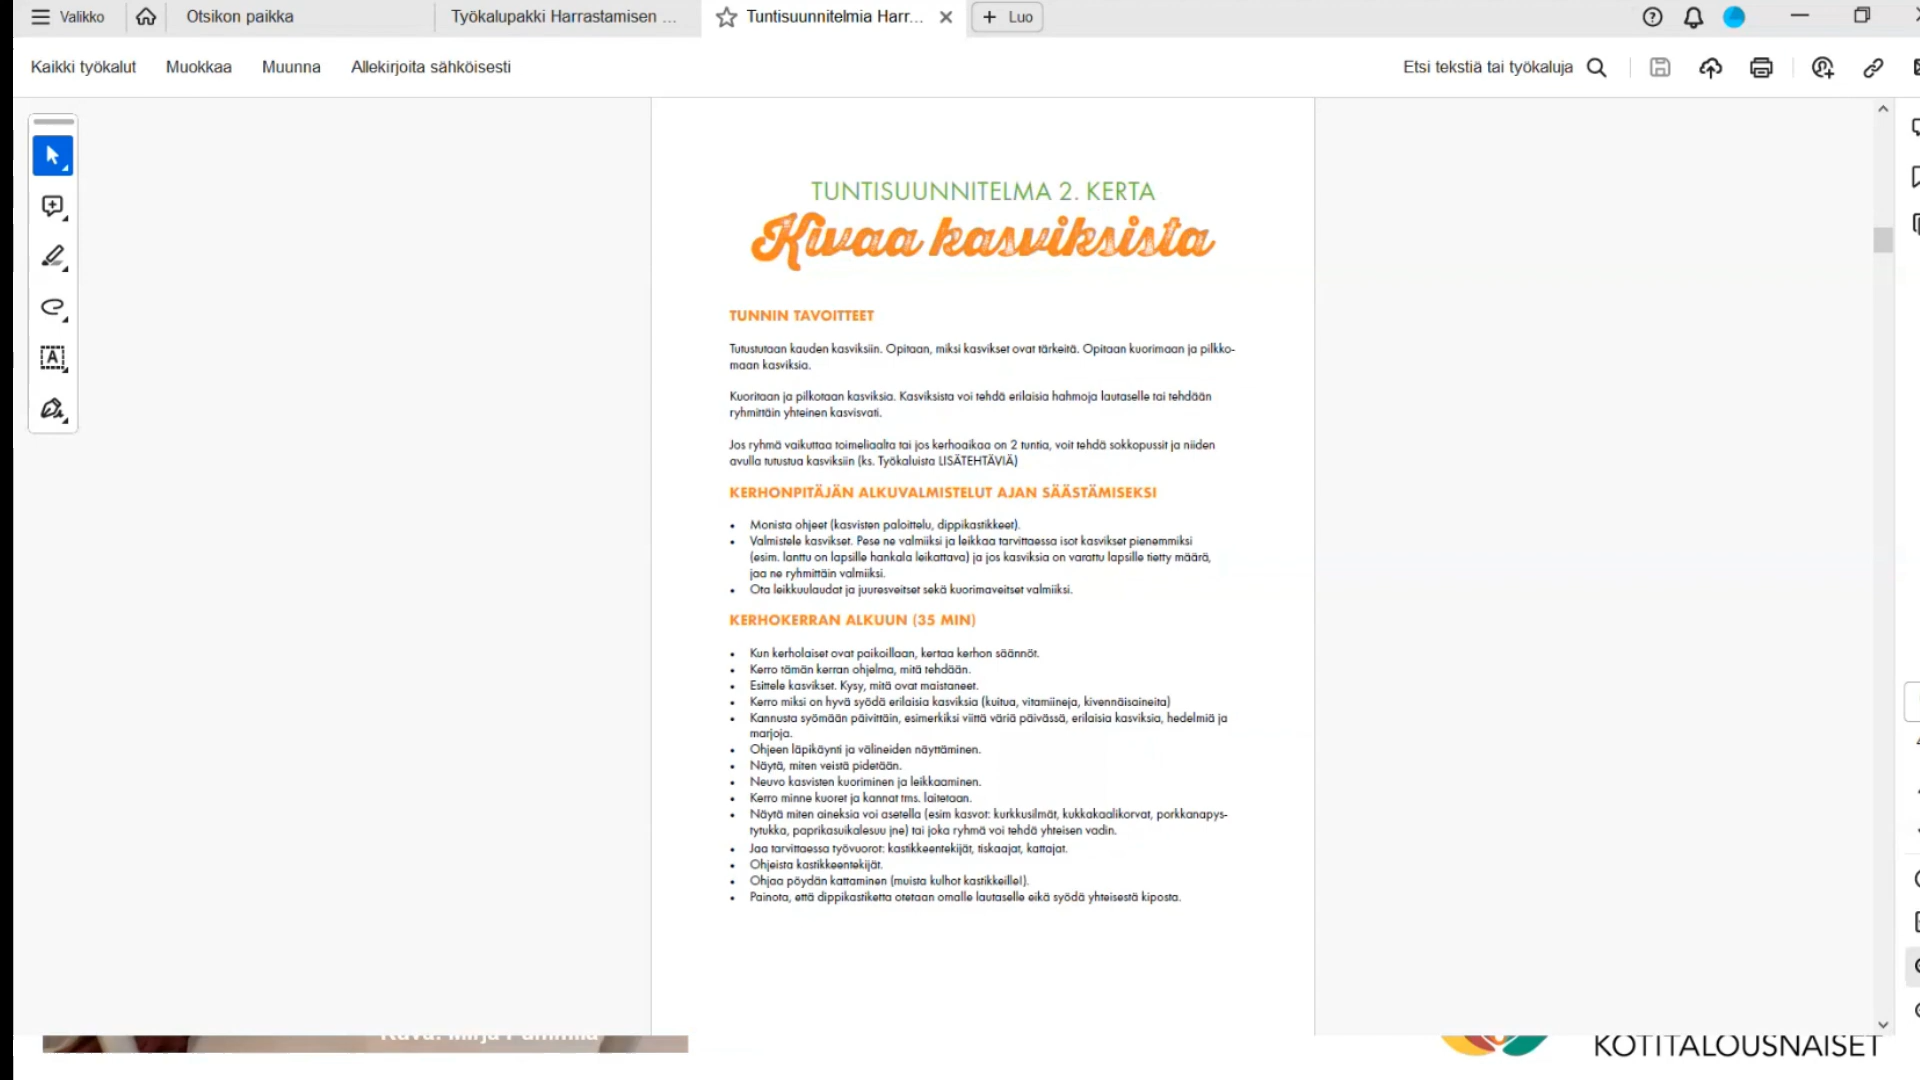 Valikko
Otsikon paikka
Työkalupakki Harrastamisen ...
Tuntisuunnitelmia Harr...
Luo
Kaikki työkalut
Muokkaa
Muunna
Allekirjoita sähköisesti
Etsi tekstiä tai työkaluja
TUNTISUUNNITELMA 2. KERTA
Kivaa kasviksista
TUNNIN TAVOITTEET
Tutustutaan kauden kasviksiin. Opitaan, miksi kasvikset ovat tärkeitä. Opitaan kuorimaan ja pilkko-
maan kasviksia.
Kuoritaan ja pilkotaan kasviksia. Kasviksista voi tehdä erilaisia hahmoja lautaselle tai tehdään
ryhmittäin yhteinen kasvisvati.
Jos ryhmä vaikuttaa toimeliaalta tai jos kerhoaikaa on 2 tuntia, voit tehdä sokkopussit ja niiden
avulla tutustua kasviksiin (ks. Työkaluista LISÄTEHTÄVIÄ)
KERHONPITÄJÄN ALKUVALMISTELUT AJAN SÄÄSTÄMISEKSI
• Monista ohjeet (kasvisten paloittelu, dippikastikkeet).
• Valmistele kasvikset. Pese ne valmiiksi ja leikkaa tarvittaessa isot kasvikset pienemmiksi
(esim. lanttu on lapsille hankala leikattava) ja jos kasviksia on varattu lapsille tietty määrä,
jaa ne ryhmittäin valmiiksi.
• Ota leikkuulaudat ja juuresveitset sekä kuorimaveitset valmiiksi.
KERHOKERRAN ALKUUN (35 MIN)
• Kun kerholaiset ovat paikoillaan, kertaa kerhon säännöt.
• Kerro tämän kerran ohjelma, mitä tehdään.
• Esittele kasvikset. Kysy, mitä ovat maistaneet.
• Kerro miksi on hyvä syödä erilaisia kasviksia (kuitua, vitamiineja, kivennäisaineita)
• Kannusta syömään päivittäin, esimerkiksi viittä väriä päivässä, erilaisia kasviksia, hedelmiä ja
marjoja.
• Ohjeen läpikäynti ja välineiden näyttäminen.
• Näytä, miten veistä pidetään.
• Neuvo kasvisten kuoriminen ja leikkaaminen.
• Kerro minne kuoret ja kannat tms. laitetaan.
• Näytä miten aineksia voi asetella (esim kasvot: kurkkusilmät, kukkakaalikorvat, porkkanapys-
tytukka, paprikasuikalesuu jne) tai joka ryhmä voi tehdä yhteisen vadin.
• Jaa tarvittaessa työvuorot: kastikkeentekijät, tiskaajat, kattajat.
• Ohjeista kastikkeentekijät.
• Ohjaa pöydän kattaminen (muista kulhot kastikkeille!).
• Painota, että dippikastiketta otetaan omalle lautaselle eikä syödä yhteisestä kiposta.
KOTITALOUSNAISET